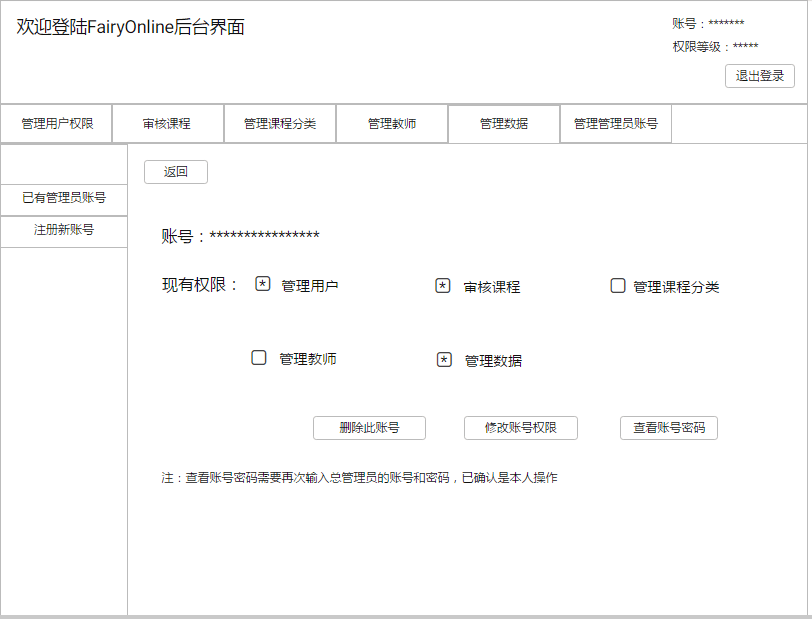 欢迎登陆FairyOnline后台界面
账号：*******
权限等级：*****
退出登录
管理用户权限 审核课程 管理课程分类 管理教师 管理数据 管理管理员账号
返回
已有管理员账号
注册新账号
账号：****************
现有权限： * 管理用户 * 审核课程 管理课程分类
管理教师 * 管理数据
删除此账号 修改账号权限 查看账号密码
注：查看账号密码需要再次输入总管理员的账号和密码，已确认是本人操作